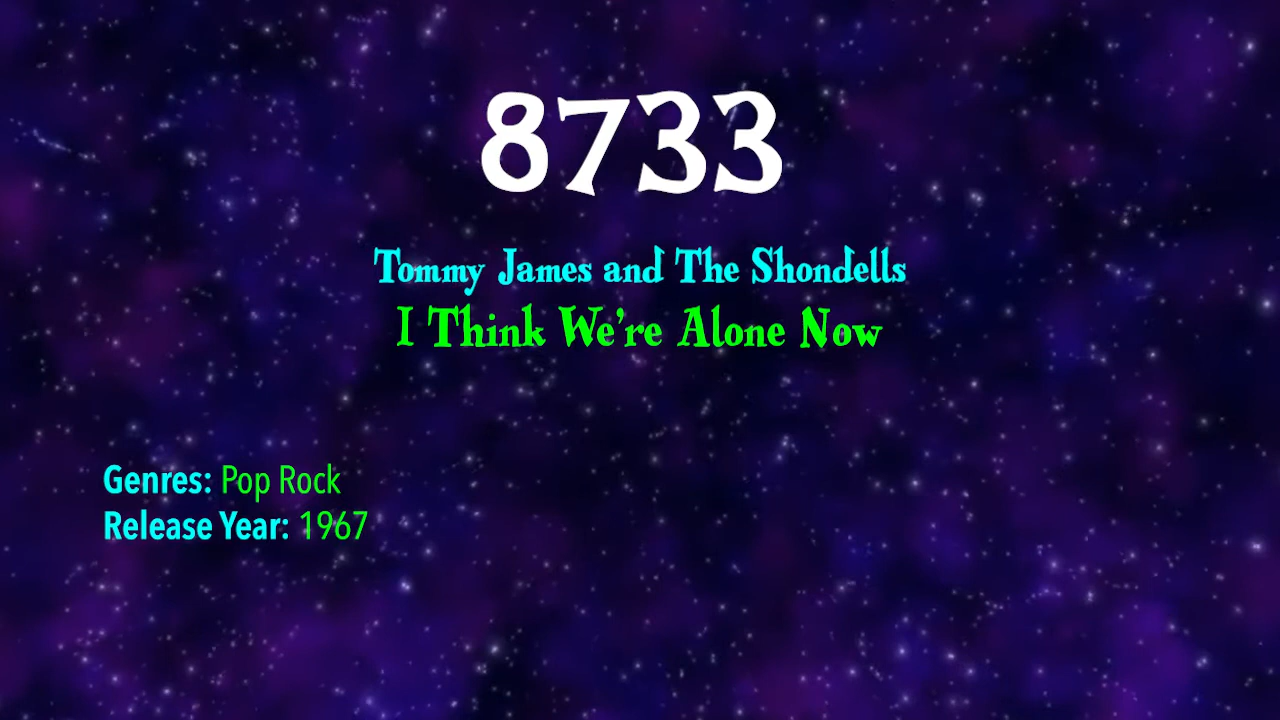 8733
Tommy James and The Shondells
I Think We're Alone Now
Genres: Pop Rock
Release Year: 1967